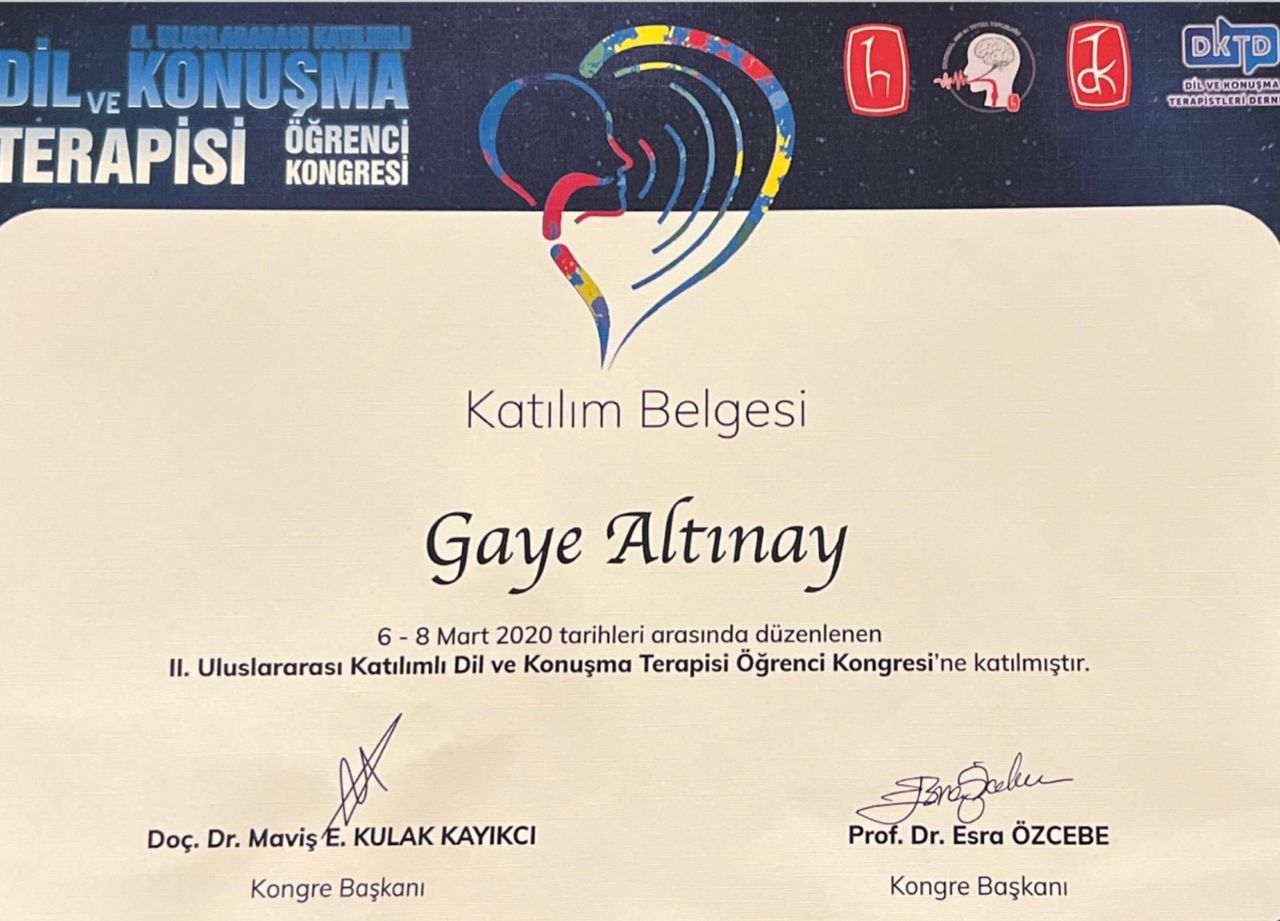 II. ULUSLARARASI KATILIMLI
DİL VE KONUŞMA
TERAPİSİ ÖĞRENCİ
KONGRESİ
DKTD
DİL VE KONUŞMA
TERAPİSTLERİ DERNE
Katılım Belgesi
Gaye Altınay
6 - 8 Mart 2020 tarihleri arasında düzenlenen
II. Uluslararası Katılımlı Dil ve Konuşma Terapisi Öğrenci Kongresi'ne katılmıştır.
Doç. Dr. Maviş E. KULAK KAYIKCI
Prof. Dr. Esra ÖZCEBE
Kongre Başkanı
Kongre Başkanı